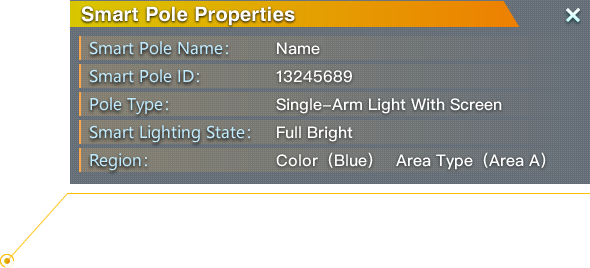 Smart Pole Properties
Smart Pole Name: Name
Smart Pole ID: 13245689
Pole Type: Single-Arm Light With Screen
Smart Lighting State: Full Bright
Region: Color (Blue) Area Type (Area A)